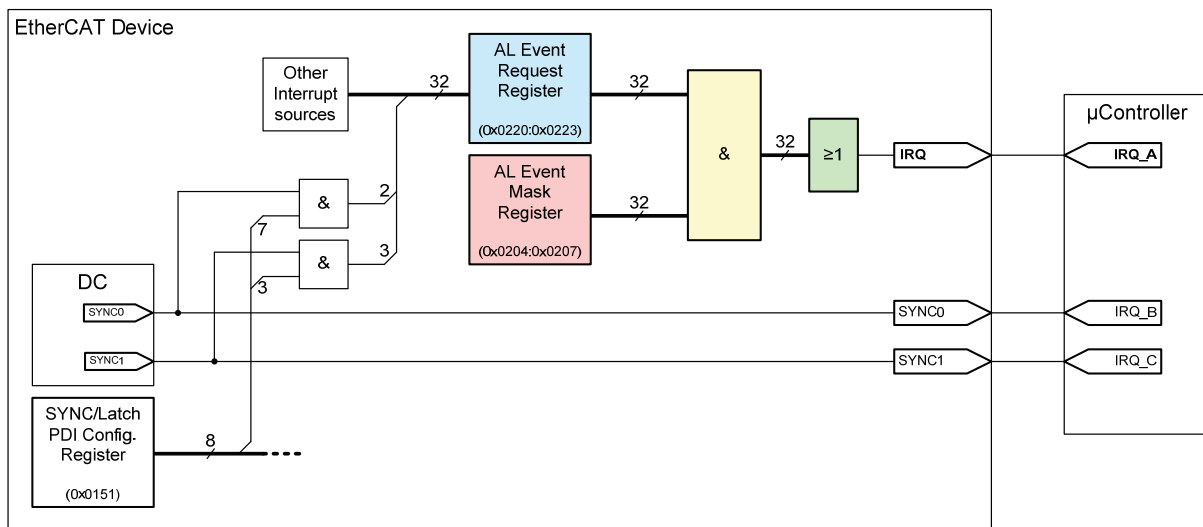 EtherCAT Device
Other
Interrupt
sources
32
AL Event
Request
Register
(0x0220:0x0223)
32
AL Event
Mask
Register
(0x0204:0x0207)
32
&
32
≥1
IRQ
µController
IRQ_A
&
2
7
&
3
3
DC
SYNC0
SYNC0
IRQ_B
SYNC1
SYNC1
IRQ_C
SYNC/Latch
PDI Config.
Register
(0x0151)
8